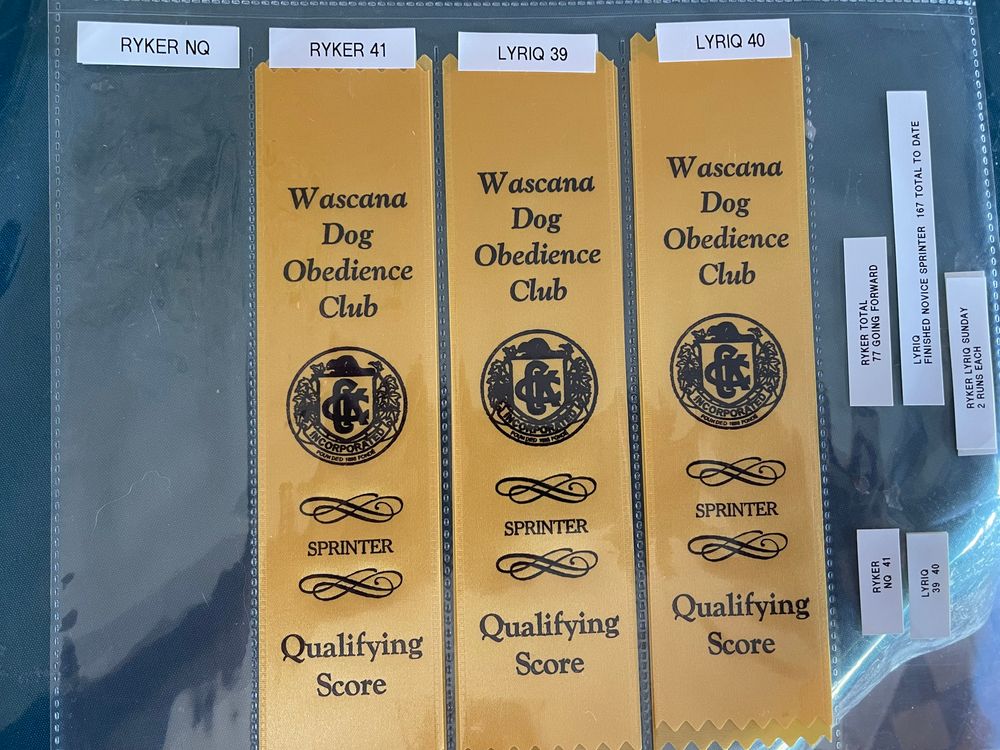 RYKER NQ
RYKER 41
LYRIQ 39
LYRIQ 40
Wascana
Dog
Obedience
Club
INCORPORATED
SPRINTER
Qualifying
Score
Wascana
Dog
Obedience
Club
INCORPORATED
SPRINTER
Qualifying
Score
Wascana
Dog
Obedience
Club
INCORPORATED
SPRINTER
Qualifying
Score
RYKER TOTAL
77 GOING FORWARD
LYRIQ
FINISHED NOVICE SPRINTER 167 TOTAL TO DATE
RYKER LYRIQ SUNDAY
2 RUNS EACH
RYKER
NQ 41
LYRIQ
39 40